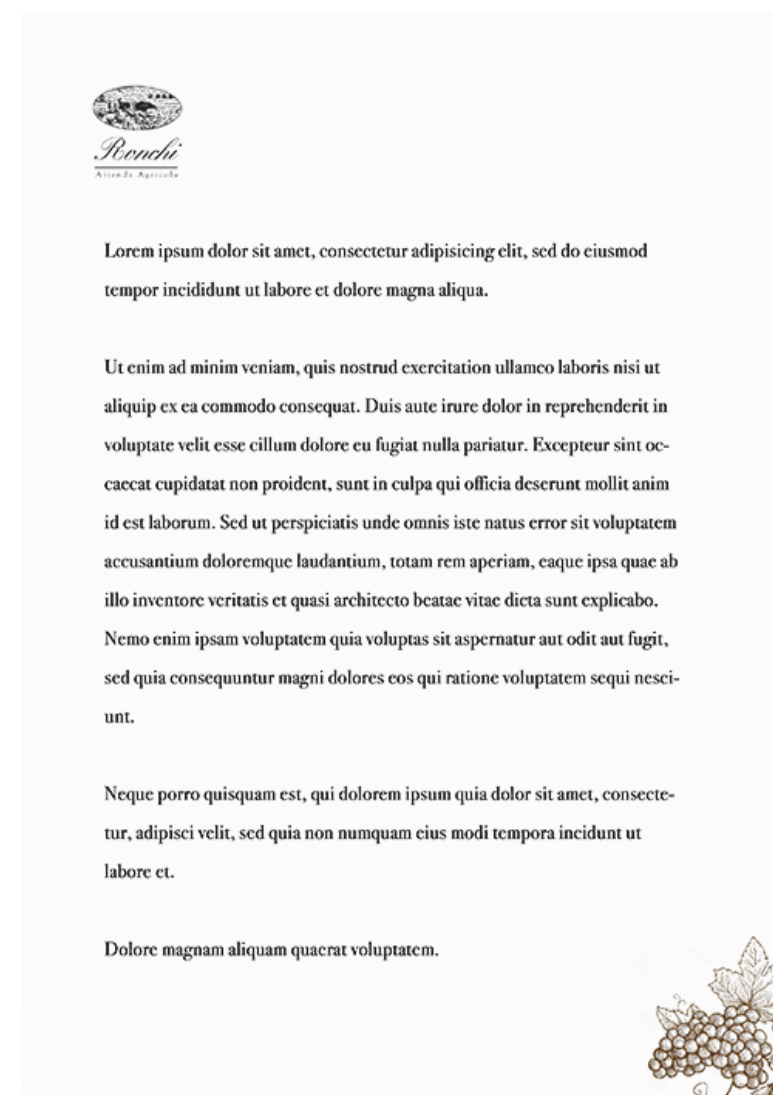 Ronchi
Azienda Agricola
Lorem ipsum dolor sit amet, consectetur adipisicing elit, sed do eiusmod
tempor incididunt ut labore et dolore magna aliqua.
Ut enim ad minim veniam, quis nostrud exercitation ullamco laboris nisi ut
aliquip ex ea commodo consequat. Duis aute irure dolor in reprehenderit in
voluptate velit esse cillum dolore eu fugiat nulla pariatur. Excepteur sint oc-
caecat cupidatat non proident, sunt in culpa qui officia deserunt mollit anim
id est laborum. Sed ut perspiciatis unde omnis iste natus error sit voluptatem
accusantium doloremque laudantium, totam rem aperiam, eaque ipsa quae ab
illo inventore veritatis et quasi architecto beatae vitae dicta sunt explicabo.
Nemo enim ipsam voluptatem quia voluptas sit aspernatur aut odit aut fugit,
sed quia consequuntur magni dolores eos qui ratione voluptatem sequi nesci-
unt.
Neque porro quisquam est, qui dolorem ipsum quia dolor sit amet, consecte-
tur, adipisci velit, sed quia non numquam eius modi tempora incidunt ut
labore et.
Dolore magnam aliquam quaerat voluptatem.